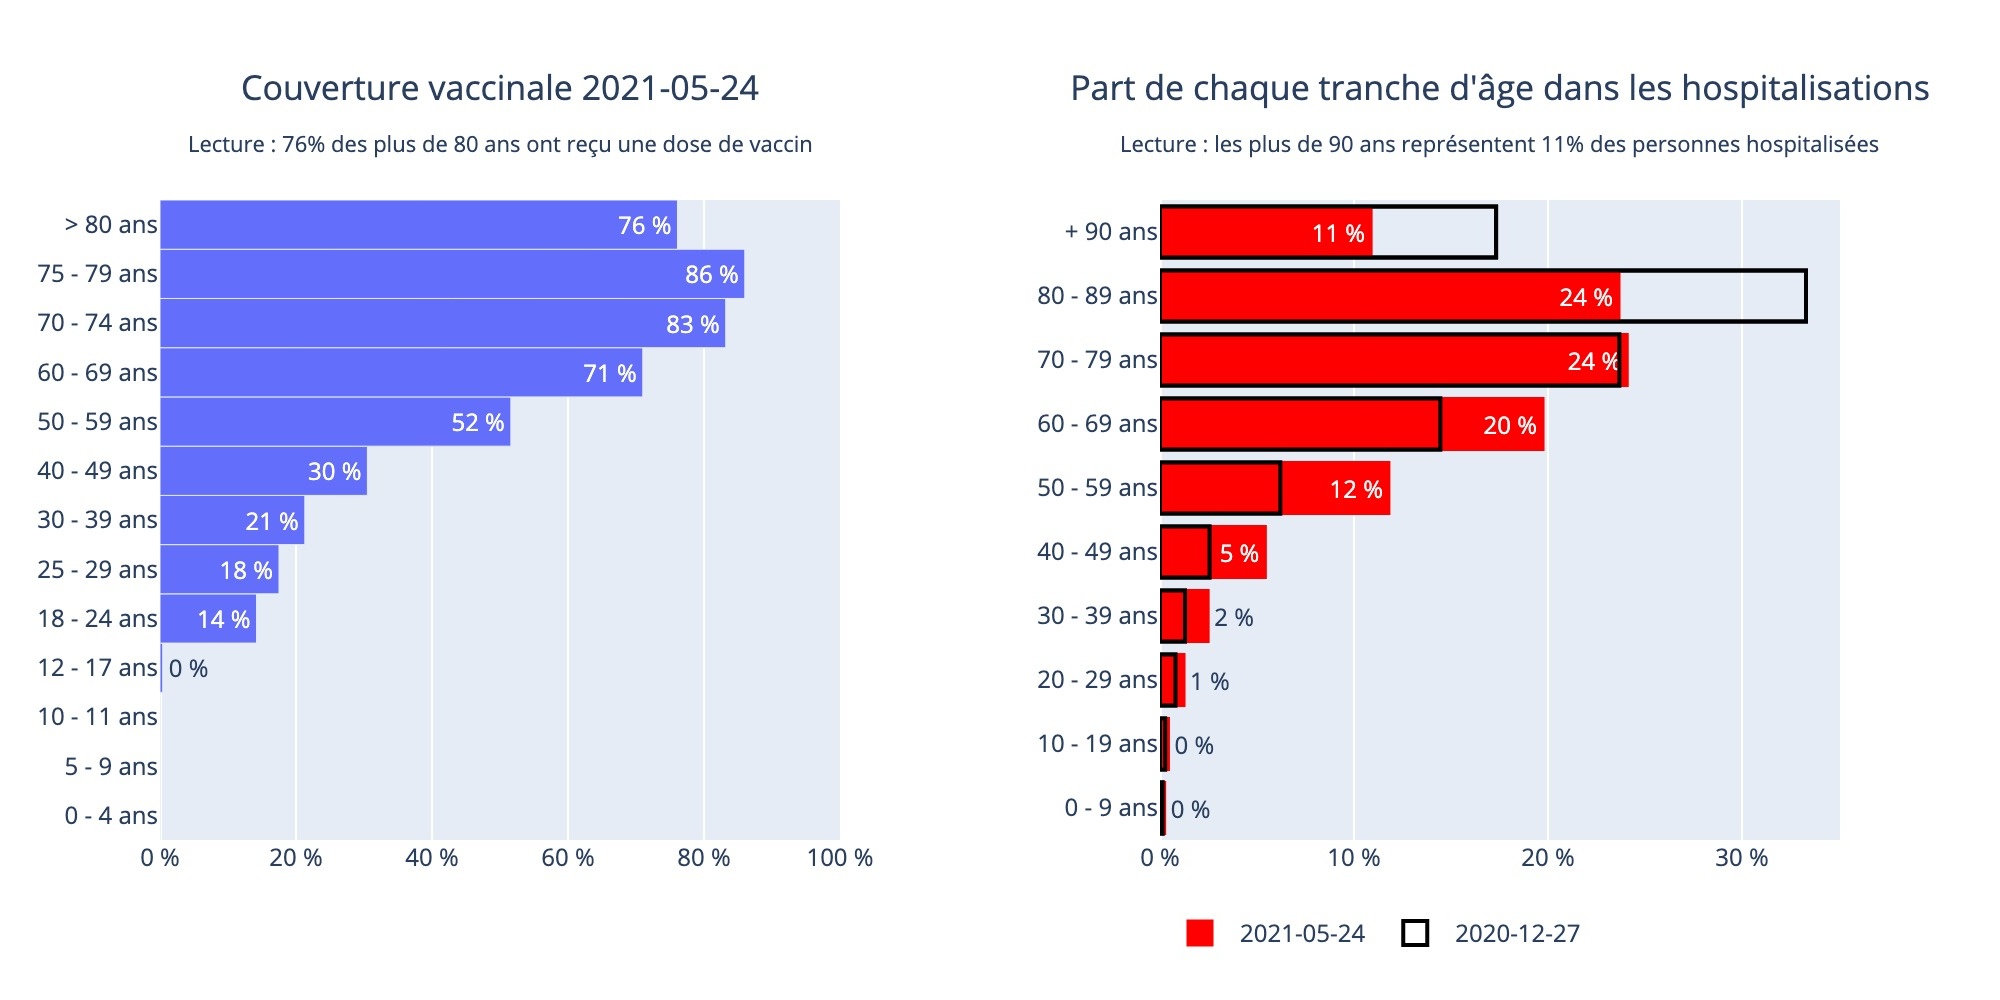 Couverture vaccinale 2021-05-24
Lecture : 76% des plus de 80 ans ont reçu une dose de vaccin
> 80 ans 76 %
75 - 79 ans 86 %
70 - 74 ans 83 %
60 - 69 ans 71 %
50 - 59 ans 52 %
40 - 49 ans 30 %
30 - 39 ans 21 %
25 - 29 ans 18 %
18 - 24 ans 14 %
12 - 17 ans 0 %
10 - 11 ans
5 - 9 ans
0 - 4 ans
0 % 20 % 40 % 60 % 80 % 100 %
Part de chaque tranche d'âge dans les hospitalisations
Lecture : les plus de 90 ans représentent 11% des personnes hospitalisées
+ 90 ans 11 %
80 - 89 ans 24 %
70 - 79 ans 24 %
60 - 69 ans 20 %
50 - 59 ans 12 %
40 - 49 ans 5 %
30 - 39 ans 2 %
20 - 29 ans 1 %
10 - 19 ans 0 %
0 - 9 ans 0 %
0 % 10 % 20 % 30 %
2021-05-24 2020-12-27